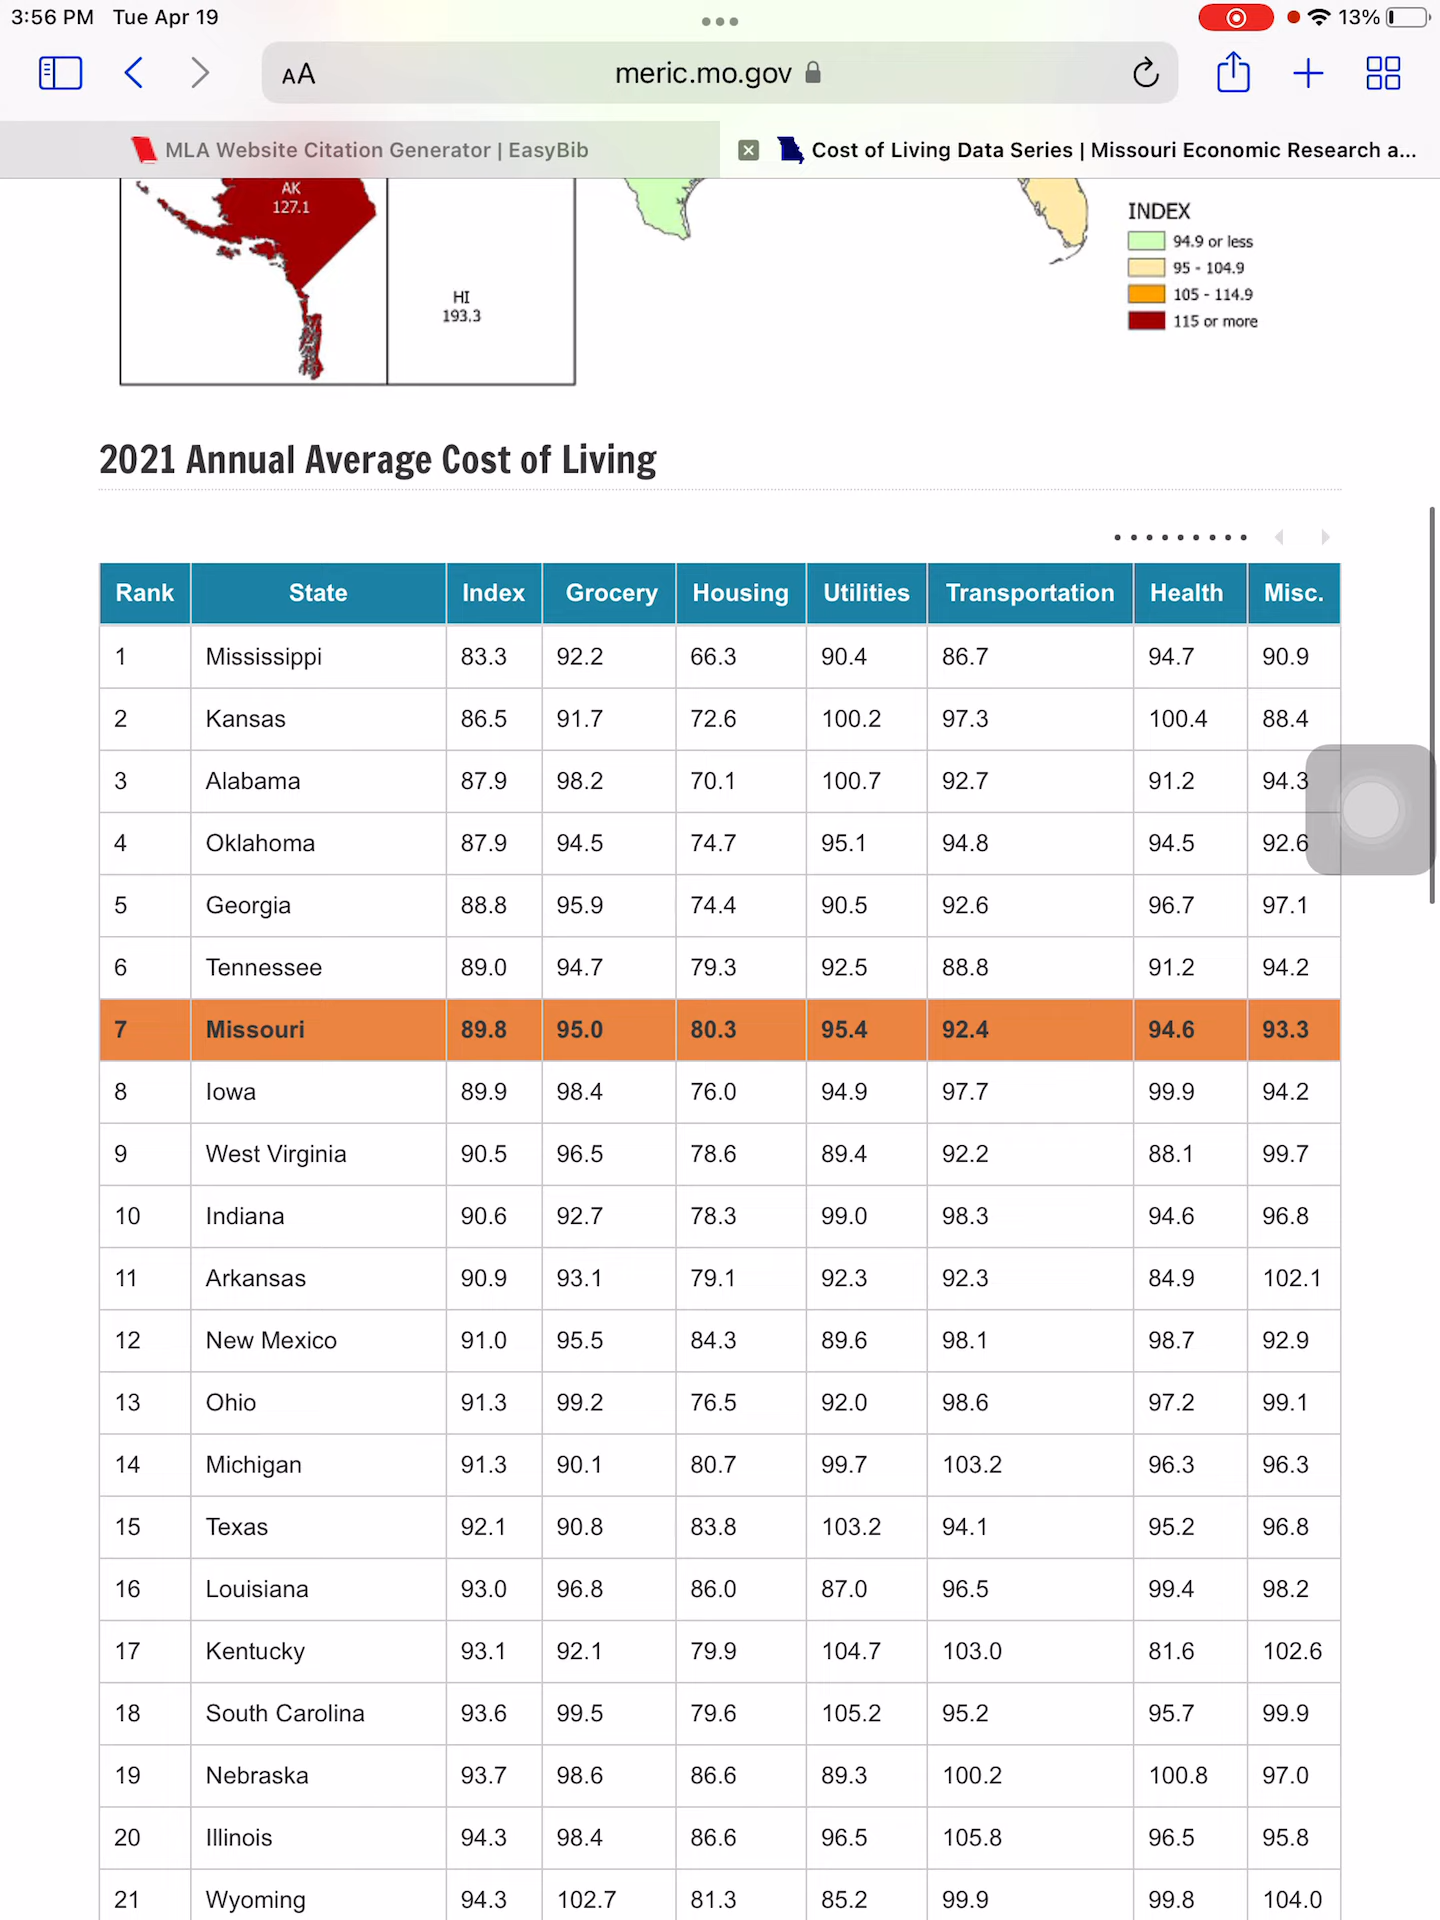 3:56 PM Tue Apr 19
13%
AA
meric.mo.gov
MLA Website Citation Generator | EasyBib
Cost of Living Data Series | Missouri Economic Research a...
AK
127.1
HI
193.3
INDEX
94.9 or less
95 - 104.9
105 - 114.9
115 or more
2021 Annual Average Cost of Living
Rank State Index Grocery Housing Utilities Transportation Health Misc.
1 Mississippi 83.3 92.2 66.3 90.4 86.7 94.7 90.9
2 Kansas 86.5 91.7 72.6 100.2 97.3 100.4 88.4
3 Alabama 87.9 98.2 70.1 100.7 92.7 91.2 94.3
4 Oklahoma 87.9 94.5 74.7 95.1 94.8 94.5 92.6
5 Georgia 88.8 95.9 74.4 90.5 92.6 96.7 97.1
6 Tennessee 89.0 94.7 79.3 92.5 88.8 91.2 94.2
7 Missouri 89.8 95.0 80.3 95.4 92.4 94.6 93.3
8 Iowa 89.9 98.4 76.0 94.9 97.7 99.9 94.2
9 West Virginia 90.5 96.5 78.6 89.4 92.2 88.1 99.7
10 Indiana 90.6 92.7 78.3 99.0 98.3 94.6 96.8
11 Arkansas 90.9 93.1 79.1 92.3 92.3 84.9 102.1
12 New Mexico 91.0 95.5 84.3 89.6 98.1 98.7 92.9
13 Ohio 91.3 99.2 76.5 92.0 98.6 97.2 99.1
14 Michigan 91.3 90.1 80.7 99.7 103.2 96.3 96.3
15 Texas 92.1 90.8 83.8 103.2 94.1 95.2 96.8
16 Louisiana 93.0 96.8 86.0 87.0 96.5 99.4 98.2
17 Kentucky 93.1 92.1 79.9 104.7 103.0 81.6 102.6
18 South Carolina 93.6 99.5 79.6 105.2 95.2 95.7 99.9
19 Nebraska 93.7 98.6 86.6 89.3 100.2 100.8 97.0
20 Illinois 94.3 98.4 86.6 96.5 105.8 96.5 95.8
21 Wyoming 94.3 102.7 81.3 85.2 99.9 99.8 104.0